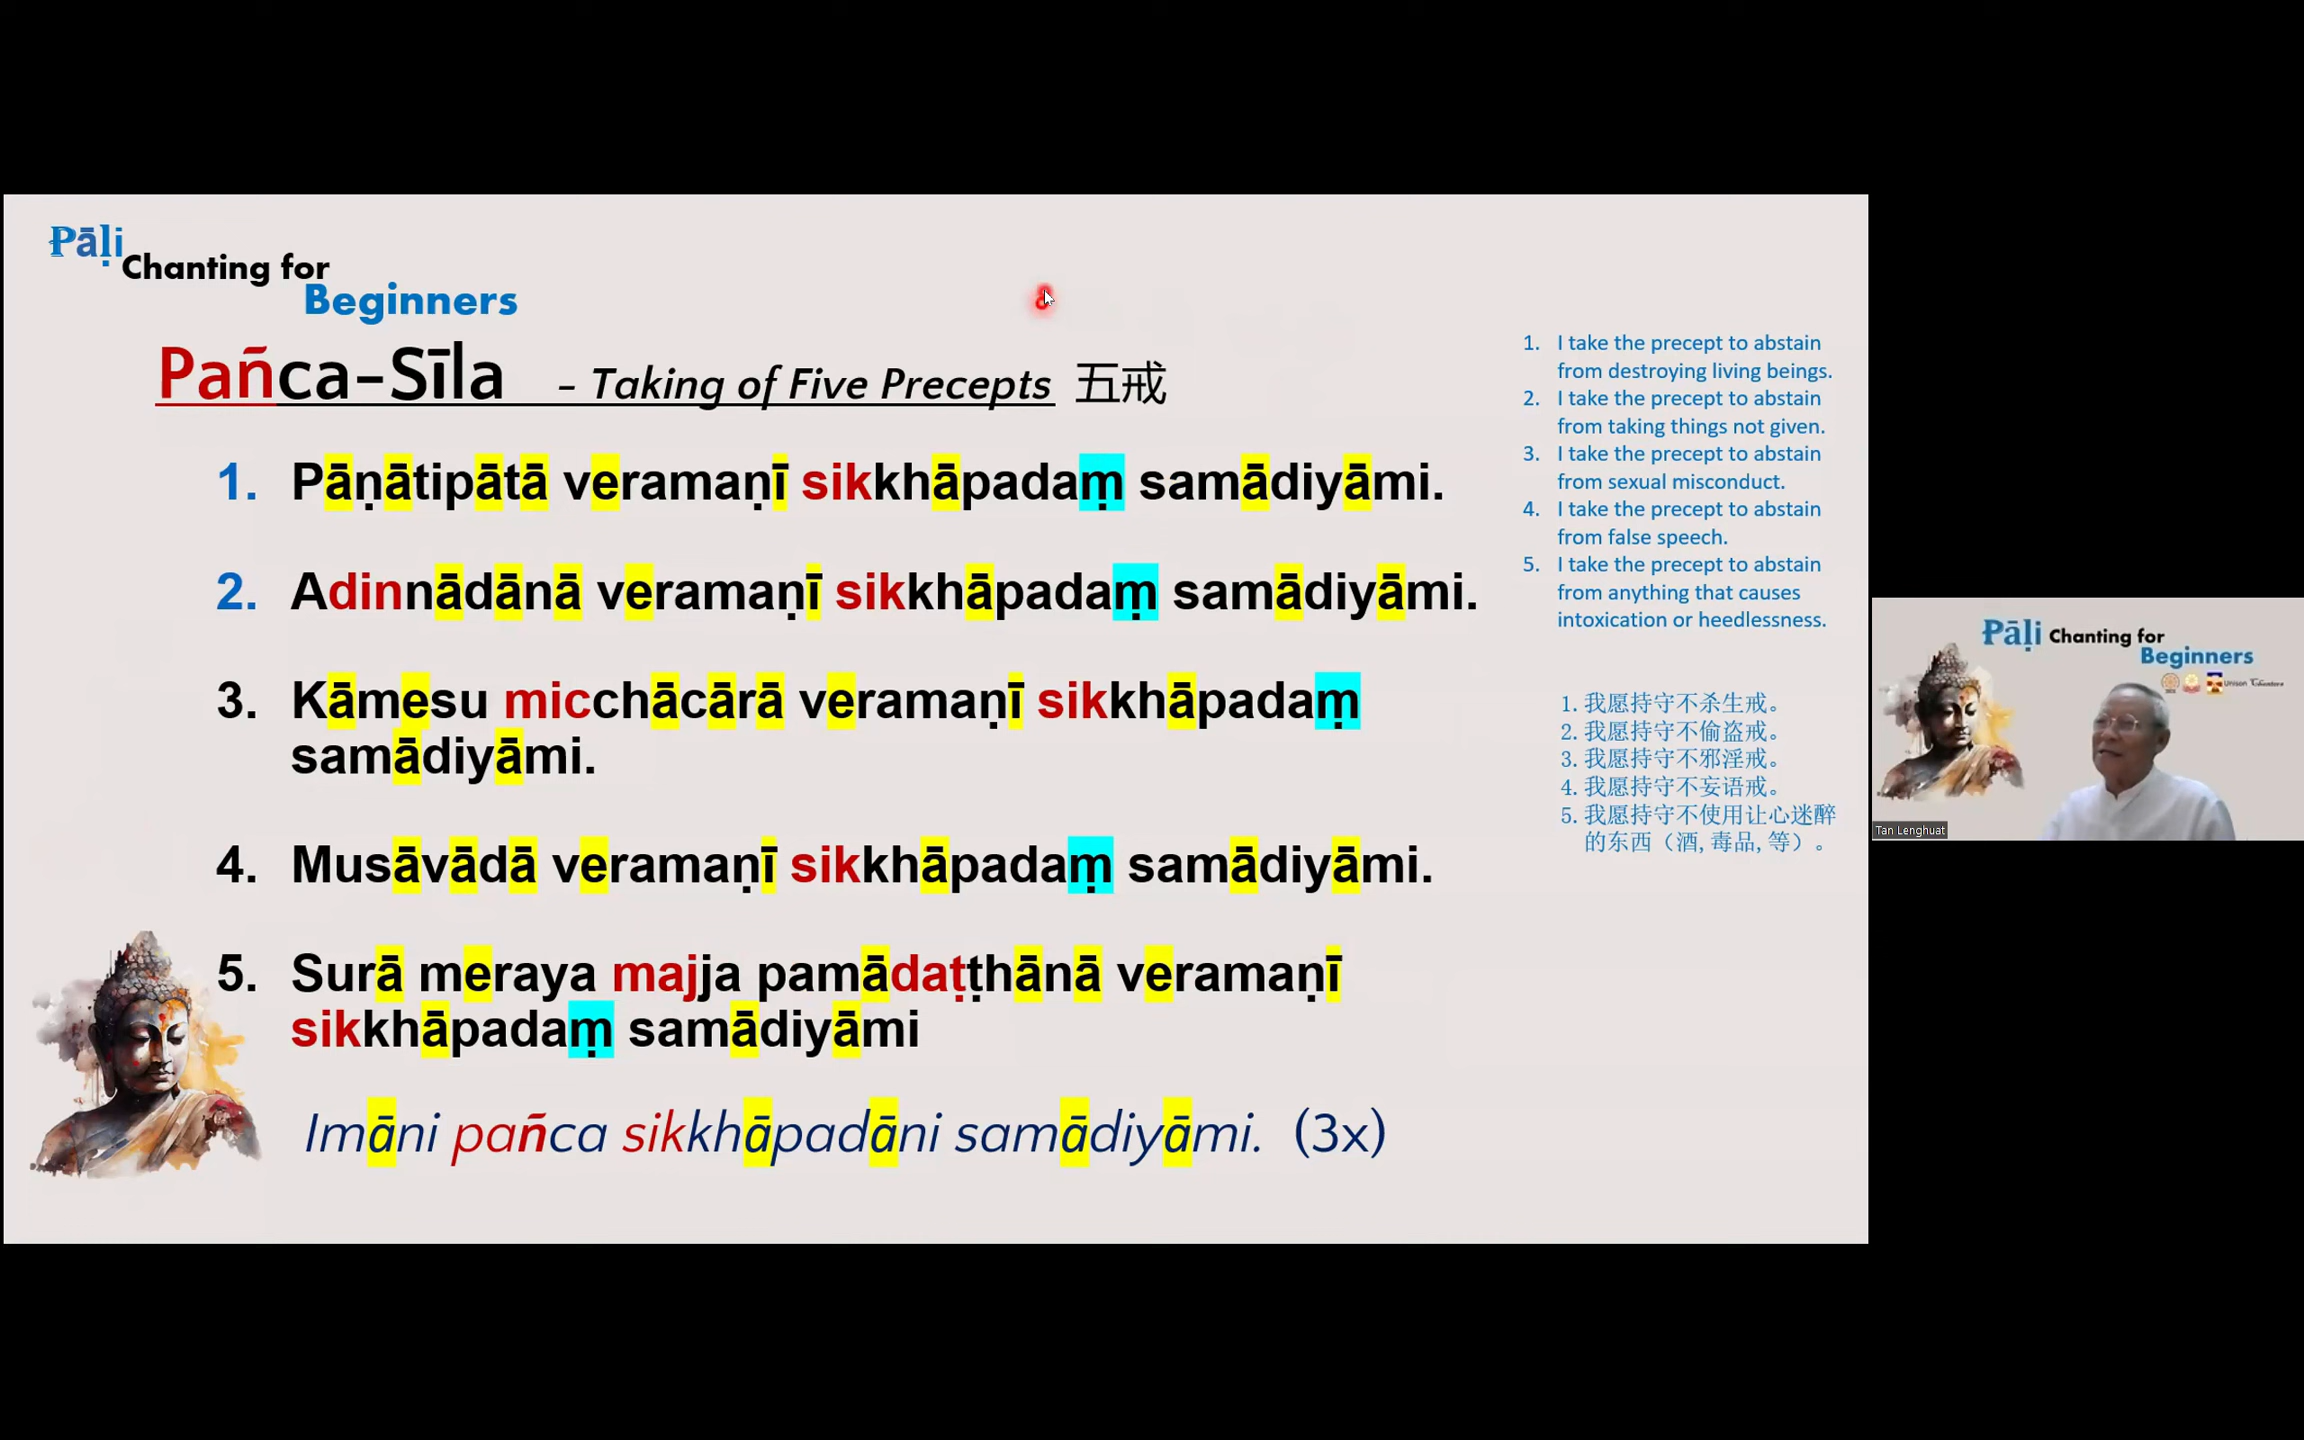 Pāḷi
Chanting for
Beginners
Pañca-Sīla - Taking of Five Precepts 五戒
1. Pāṇātipātā veramaṇī sikkhāpadaṃ samādiyāmi.
2. Adinnādānā veramaṇī sikkhāpadaṃ samādiyāmi.
3. Kāmesu micchācārā veramaṇī sikkhāpadaṃ
samādiyāmi.
4. Musāvādā veramaṇī sikkhāpadaṃ samādiyāmi.
5. Surā meraya majja pamādaṭṭhānā veramaṇī
sikkhāpadaṃ samādiyāmi
Imāni pañca sikkhāpadāni samādiyāmi. (3x)
1. I take the precept to abstain
from destroying living beings.
2. I take the precept to abstain
from taking things not given.
3. I take the precept to abstain
from sexual misconduct.
4. I take the precept to abstain
from false speech.
5. I take the precept to abstain
from anything that causes
intoxication or heedlessness.
1. 我愿持守不杀生戒。
2. 我愿持守不偷盗戒。
3. 我愿持守不邪淫戒。
4. 我愿持守不妄语戒。
5. 我愿持守不使用让心迷醉
的东西（酒, 毒品, 等）。
Pāḷi Chanting for
Beginners
Unison Chanters
Tan Lenghuat